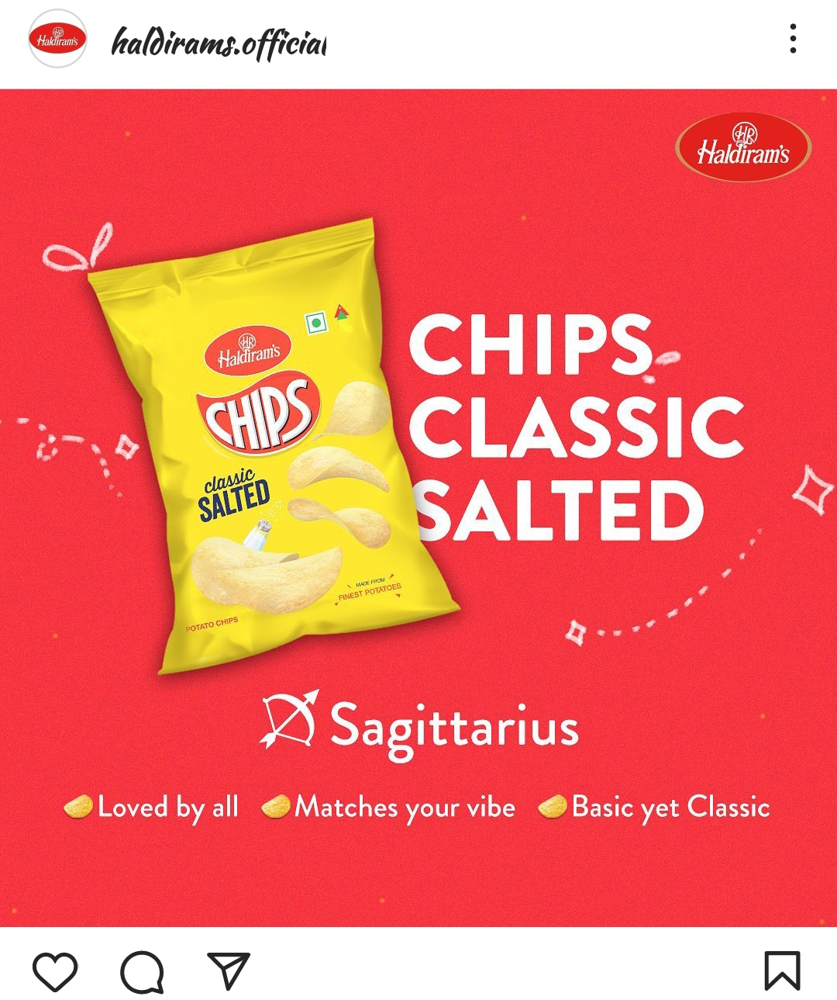 Haldiram's
haldirams.official
HR
Haldiram's
HR
Haldiram's
CHIPS
classic
SALTED
MADE FROM
FINEST POTATOES
POTATO CHIPS
CHIPS
CLASSIC
SALTED
Sagittarius
Loved by all Matches your vibe Basic yet Classic